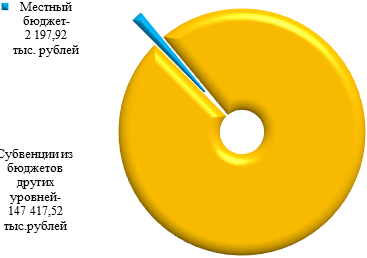 Местный
бюджет-
2 197,92
тыс. рублей
Субвенции из
бюджетов
других
уровней-
147 417,52
тыс.рублей